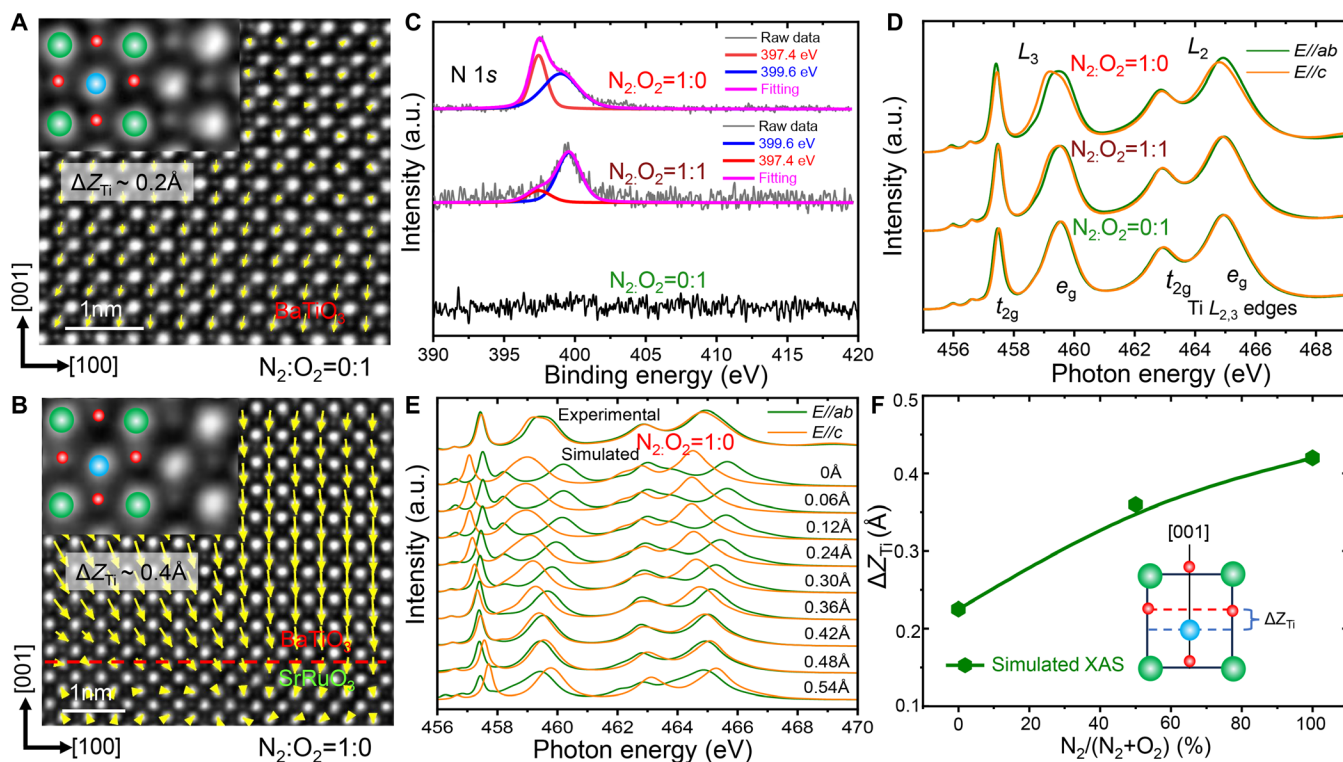 A
ΔZTi ~ 0.2Å
BaTiO3
1nm
[001]
[100]
N2:O2=0:1
B
ΔZTi ~ 0.4Å
BaTiO3
SrRuO3
1nm
[001]
[100]
N2:O2=1:0
C
N 1s
Raw data
397.4 eV
399.6 eV
Fitting
N2:O2=1:0
Raw data
399.6 eV
397.4 eV
Fitting
N2:O2=1:1
N2:O2=0:1
Intensity (a.u.)
390 395 400 405 410 415 420
Binding energy (eV)
D
L3
L2
E//ab
E//c
N2:O2=1:0
N2:O2=1:1
N2:O2=0:1
t2g
eg
t2g
eg
Ti L2,3 edges
Intensity (a.u.)
456 458 460 462 464 466 468
Photon energy (eV)
E
Experimental
E//ab
E//c
N2:O2=1:0
Simulated
0Å
0.06Å
0.12Å
0.24Å
0.30Å
0.36Å
0.42Å
0.48Å
0.54Å
Intensity (a.u.)
456 458 460 462 464 466 468 470
Photon energy (eV)
F
0.5
0.4
0.3
0.2
0.1
ΔZTi (Å)
[001]
ΔZTi
Simulated XAS
0 20 40 60 80 100
N2/(N2+O2) (%)